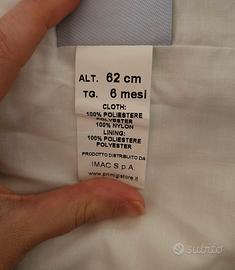 ALT. 62 cm
TG. 6 mesi
CLOTH:
100% POLIESTERE
POLYESTER
100% NYLON
LINING:
100% POLIESTERE
POLYESTER
PRODOTTO DISTRIBUITO DA
IMAC S.p.A
www.primigistore.it
subito